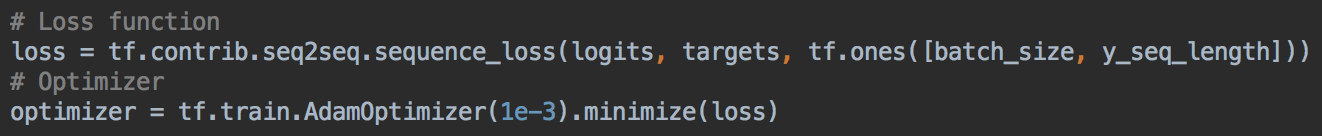 # Loss function
loss = tf.contrib.seq2seq.sequence_loss(logits, targets, tf.ones([batch_size, y_seq_length]))
# Optimizer
optimizer = tf.train.AdamOptimizer(1e-3).minimize(loss)